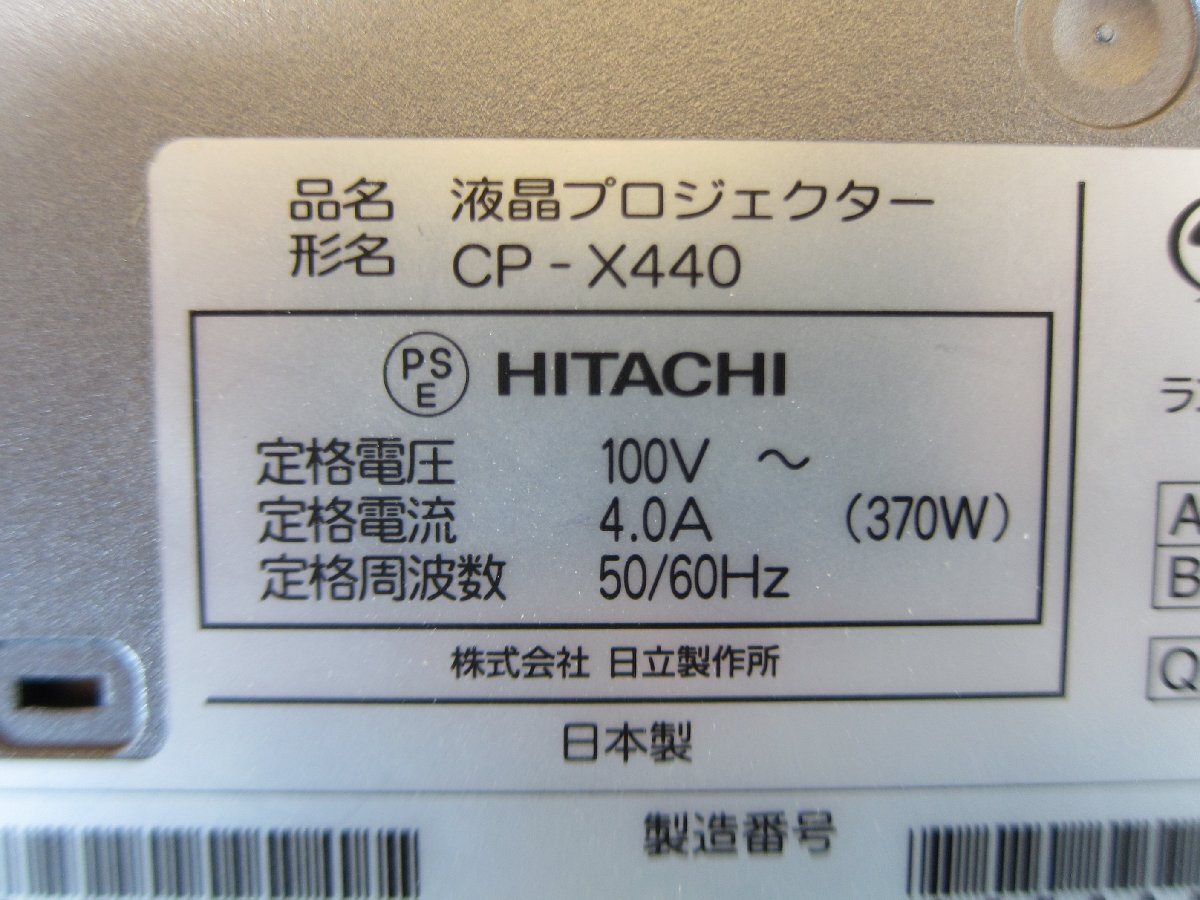 品名 液晶プロジェクター
形名 CP-X440
PSE HITACHI
定格電圧 100V ～
定格電流 4.0A (370W)
定格周波数 50/60Hz
株式会社 日立製作所
日本製
製造番号
A
B
Q